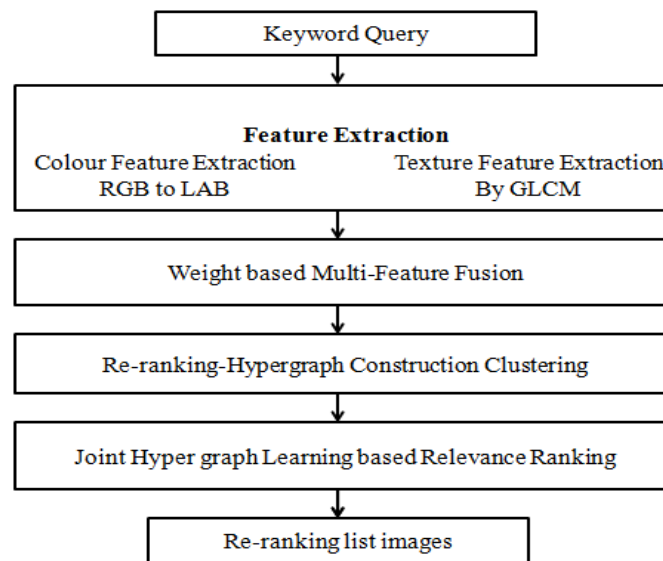 Keyword Query
Feature Extraction
Colour Feature Extraction Texture Feature Extraction
RGB to LAB By GLCM
Weight based Multi-Feature Fusion
Re-ranking-Hypergraph Construction Clustering
Joint Hyper graph Learning based Relevance Ranking
Re-ranking list images